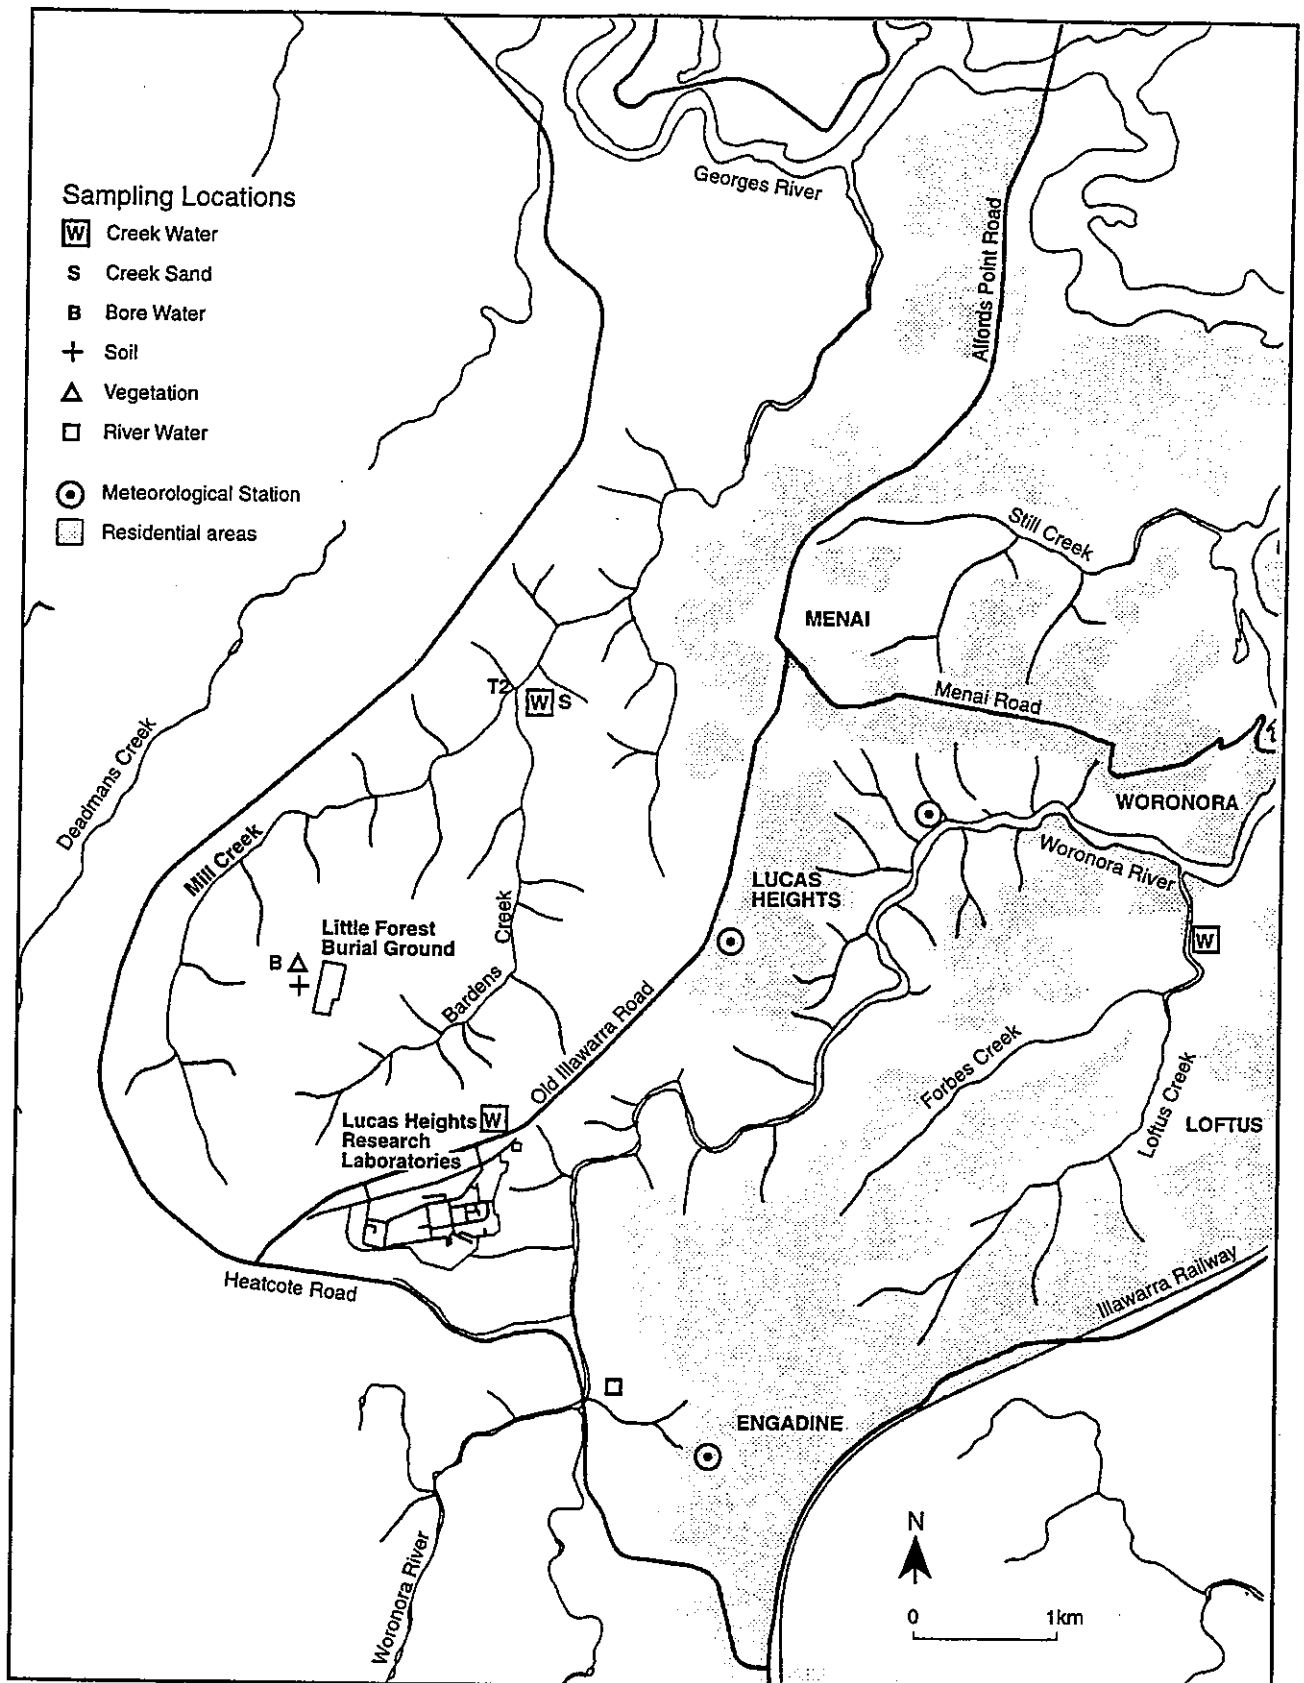 Georges River
Alfords Point Road
Sampling Locations
W Creek Water
S Creek Sand
B Bore Water
Soil
Vegetation
River Water
Meteorological Station
Residential areas
Still Creek
MENAI
Menai Road
T2
W S
Deadmans Creek
WORONORA
Mill Creek
Woronora River
LUCAS
HEIGHTS
Little Forest
Burial Ground
B
Bardens Creek
W
Old Illawarra Road
Forbes Creek
Loftus Creek
LOFTUS
Lucas Heights
Research
Laboratories
W
Heatcote Road
Illawarra Railway
ENGADINE
Woronora River
N
0 1km